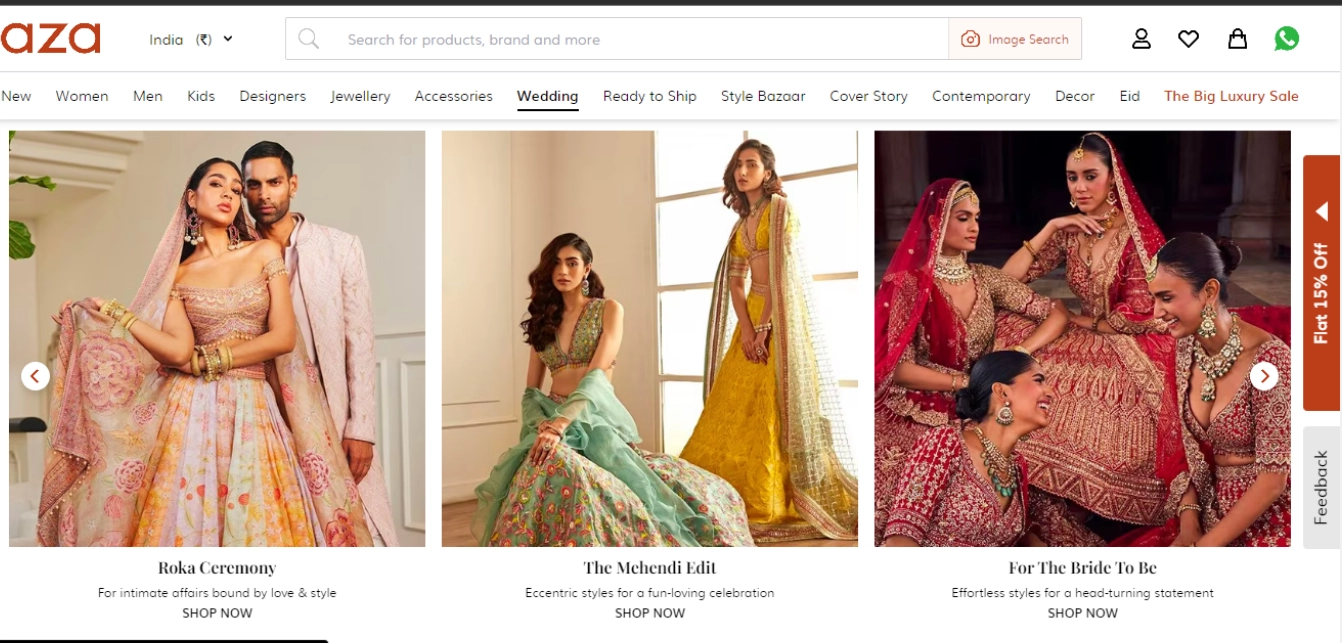 aza
India (₹)
Search for products, brand and more
Image Search
New Women Men Kids Designers Jewellery Accessories Wedding Ready to Ship Style Bazaar Cover Story Contemporary Decor Eid The Big Luxury Sale
Flat 15% Off
Feedback
Roka Ceremony
For intimate affairs bound by love & style
SHOP NOW
The Mehendi Edit
Eccentric styles for a fun-loving celebration
SHOP NOW
For The Bride To Be
Effortless styles for a head-turning statement
SHOP NOW